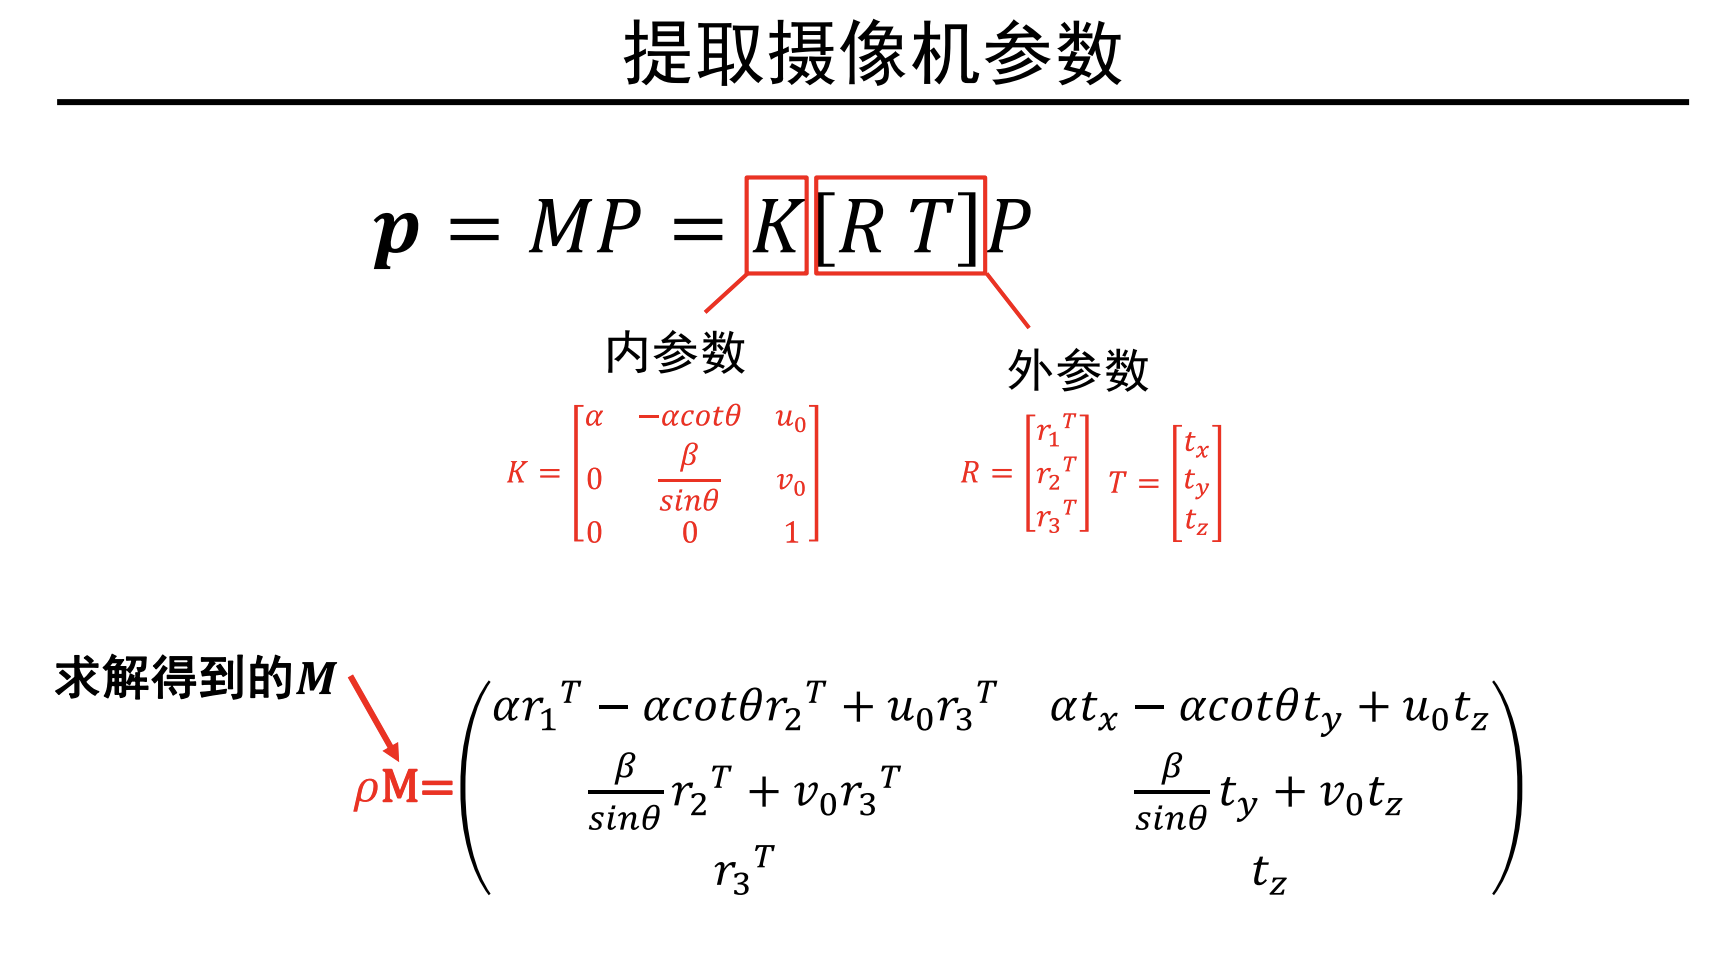 提取摄像机参数
p = MP = K[R T]P
内参数
外参数
K = [α −αcotθ u₀
0 β/sinθ v₀
0 0 1]
R = [r₁ᵀ
r₂ᵀ
r₃ᵀ]
T = [tₓ
t_y
t_z]
求解得到的M
ρM= (αr₁ᵀ − αcotθr₂ᵀ + u₀r₃ᵀ αtₓ − αcotθt_y + u₀t_z
β/sinθ r₂ᵀ + v₀r₃ᵀ β/sinθ t_y + v₀t_z
r₃ᵀ t_z)